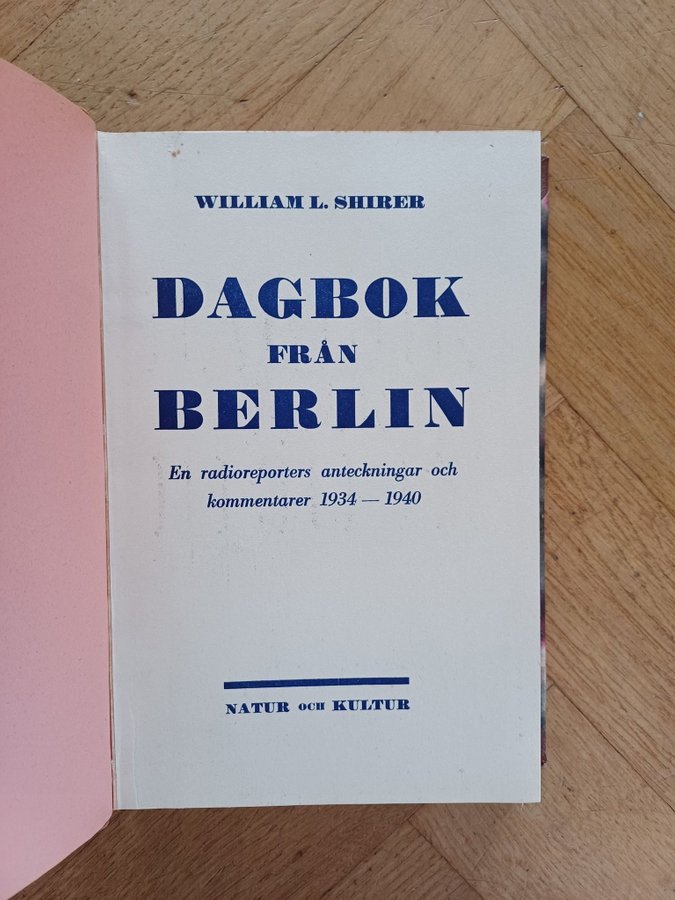 WILLIAM L. SHIRER
DAGBOK
FRÅN
BERLIN
En radioreporters anteckningar och
kommentarer 1934 — 1940
NATUR OCH KULTUR